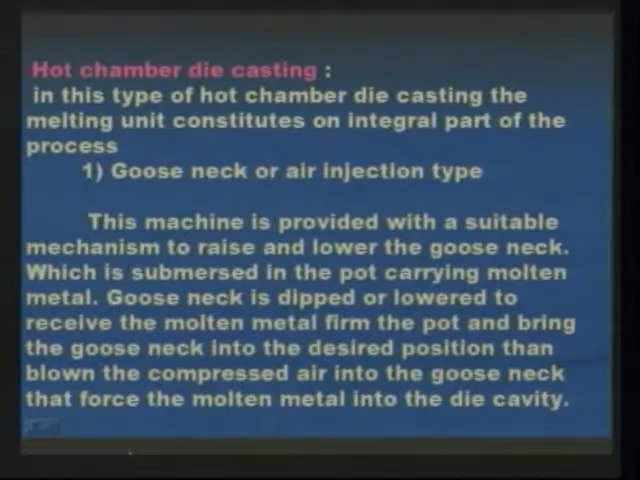 Hot chamber die casting :
in this type of hot chamber die casting the
melting unit constitutes on integral part of the
process
1) Goose neck or air injection type
This machine is provided with a suitable
mechanism to raise and lower the goose neck.
Which is submersed in the pot carrying molten
metal. Goose neck is dipped or lowered to
receive the molten metal firm the pot and bring
the goose neck into the desired position than
blown the compressed air into the goose neck
that force the molten metal into the die cavity.